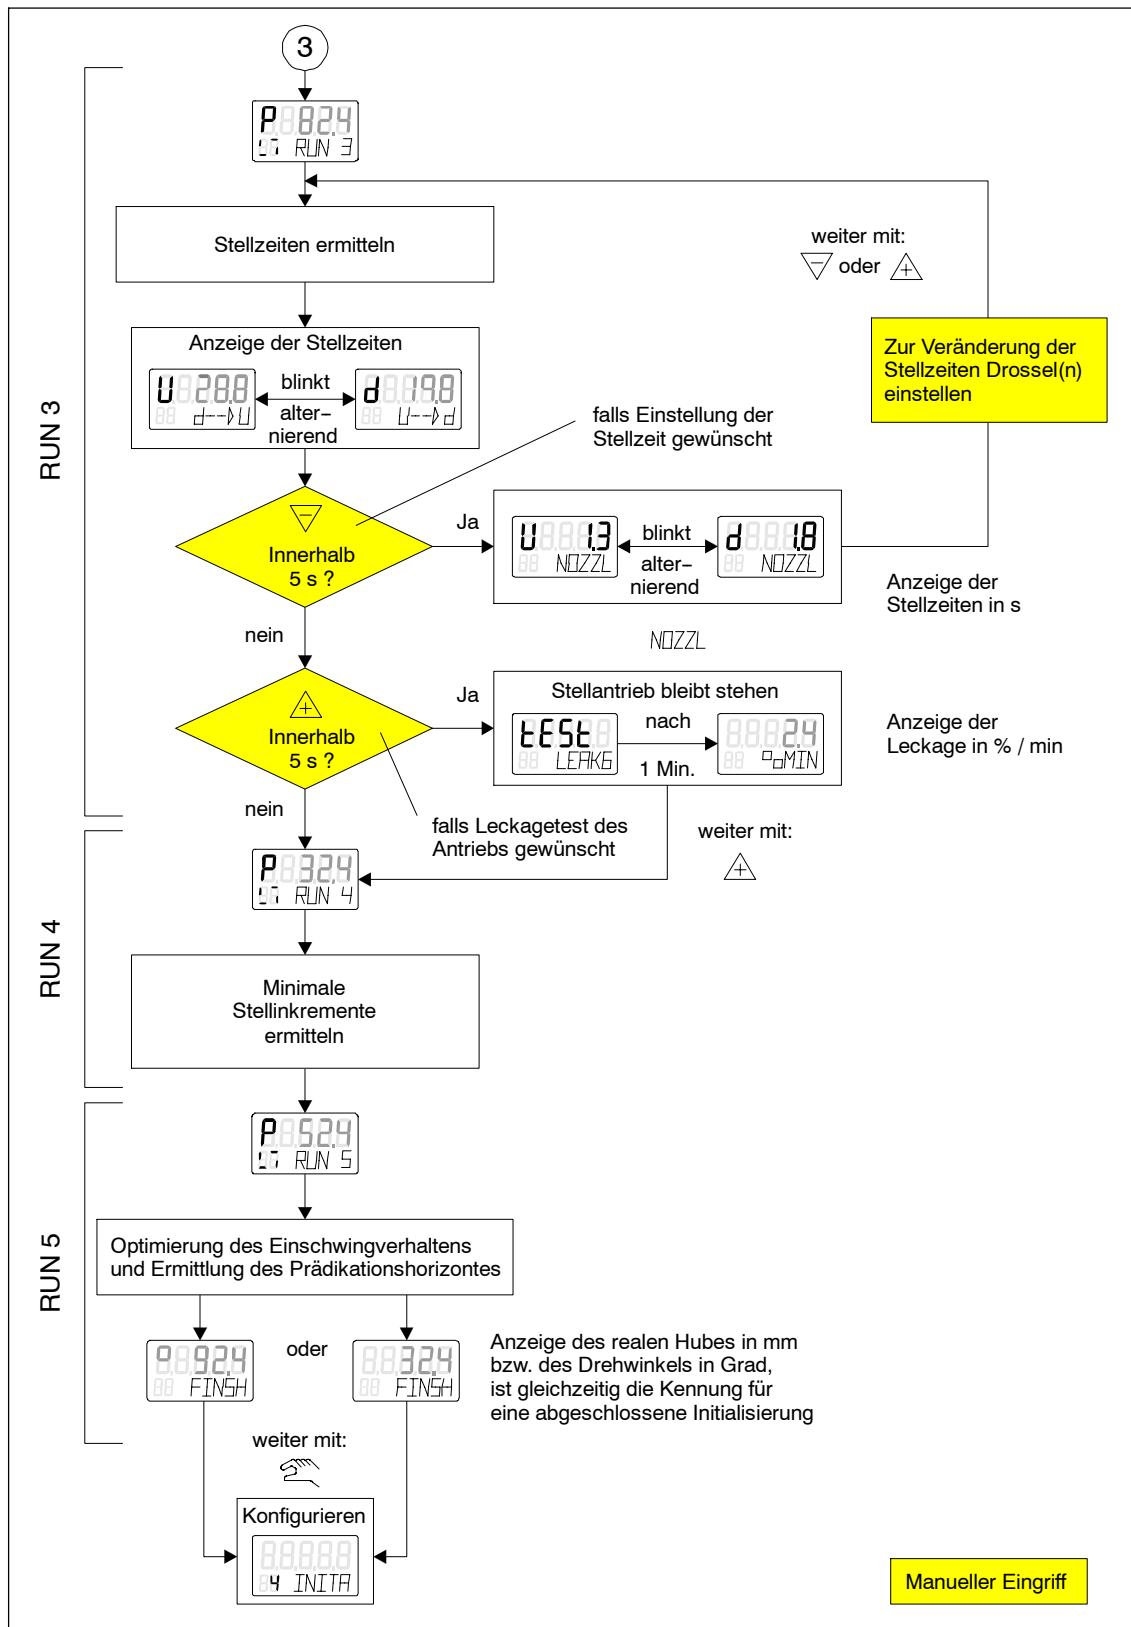 3
RUN 3
P 82.4
RUN 3
Stellzeiten ermitteln
weiter mit:
oder
Zur Veränderung der
Stellzeiten Drossel(n)
einstellen
Anzeige der Stellzeiten
U 28.8
d-->U
blinkt
alter-
nierend
d 19.8
U-->d
falls Einstellung der
Stellzeit gewünscht
Innerhalb
5 s ?
Ja
U 1.3
NOZZL
blinkt
alter-
nierend
d 1.8
NOZZL
Anzeige der
Stellzeiten in s
nein
NOZZL
Innerhalb
5 s ?
Ja
Stellantrieb bleibt stehen
tESt
LEAKG
nach
1 Min.
2.4
%MIN
Anzeige der
Leckage in % / min
nein
falls Leckagetest des
Antriebs gewünscht
weiter mit:
RUN 4
P 32.4
RUN 4
Minimale
Stellinkremente
ermitteln
RUN 5
P 52.4
RUN 5
Optimierung des Einschwingverhaltens
und Ermittlung des Prädikationshorizontes
° 92.4
FINSH
oder
32.4
FINSH
Anzeige des realen Hubes in mm
bzw. des Drehwinkels in Grad,
ist gleichzeitig die Kennung für
eine abgeschlossene Initialisierung
weiter mit:
Konfigurieren
4 INITA
Manueller Eingriff